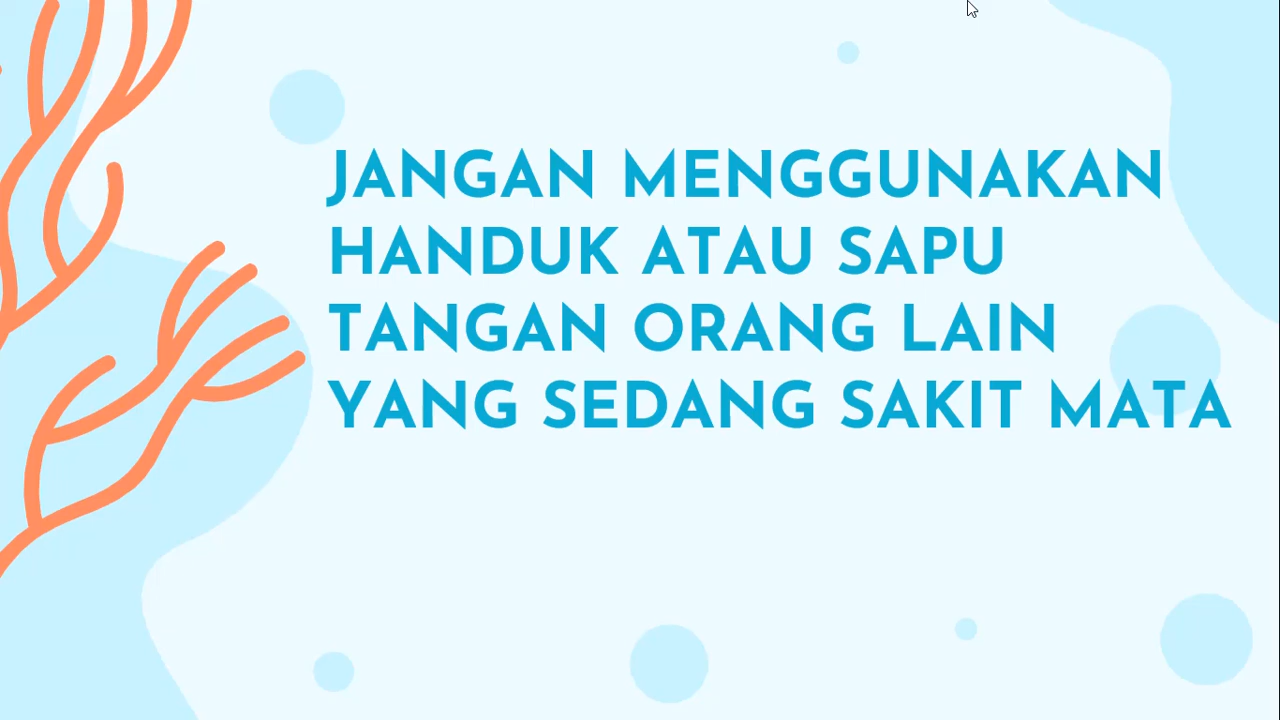 JANGAN MENGGUNAKAN
HANDUK ATAU SAPU
TANGAN ORANG LAIN
YANG SEDANG SAKIT MATA